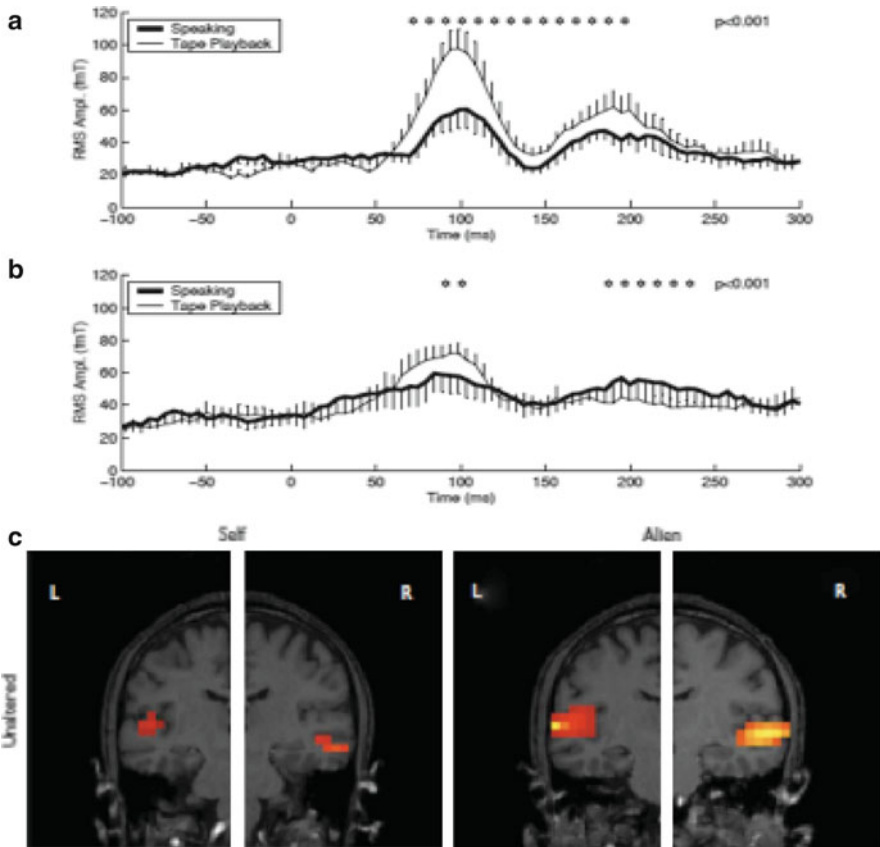 a
120
100
80
60
40
20
0
RMS Ampl. (fmT)
Speaking
Tape Playback
* * * * * * * * * * * * * *
p<0.001
−100 −50 0 50 100 150 200 250 300
Time (ms)
b
120
100
80
60
40
20
0
RMS Ampl. (fmT)
Speaking
Tape Playback
* * * * * * * *
p<0.001
−100 −50 0 50 100 150 200 250 300
Time (ms)
c
Self
Alien
Unaltered
L
R
L
R